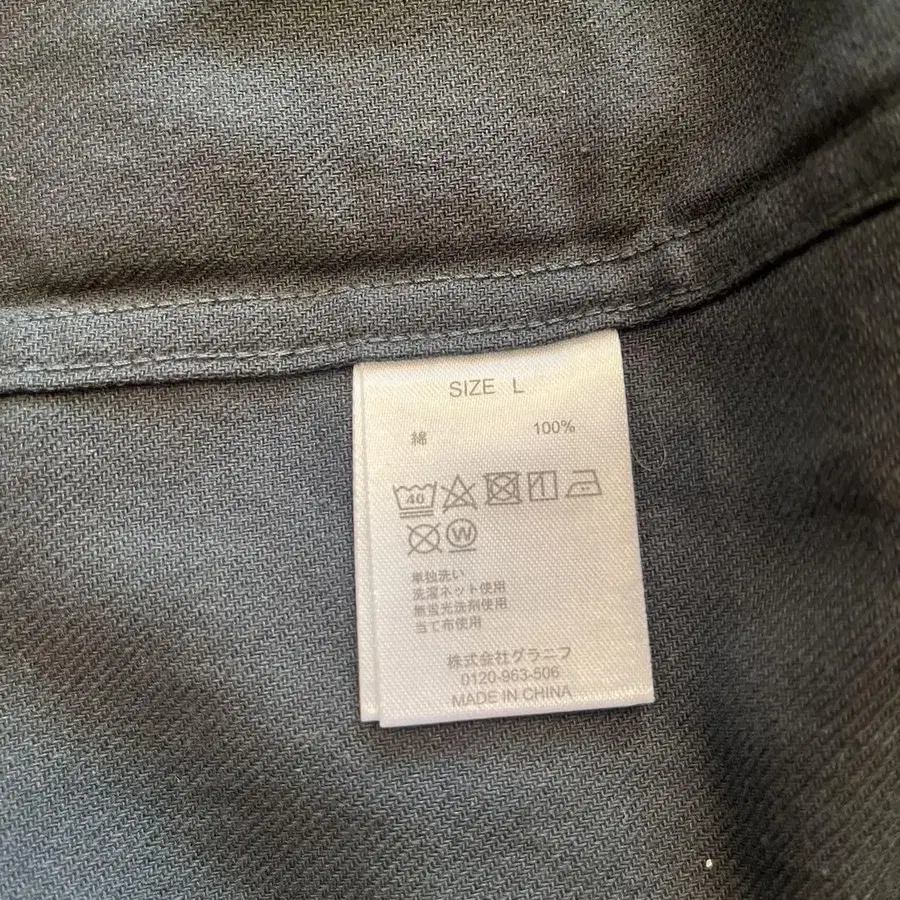 SIZE L
綿 100%
40
W
単独洗い
洗濯ネット使用
無蛍光洗剤使用
当て布使用
株式会社グラニフ
0120-963-506
MADE IN CHINA